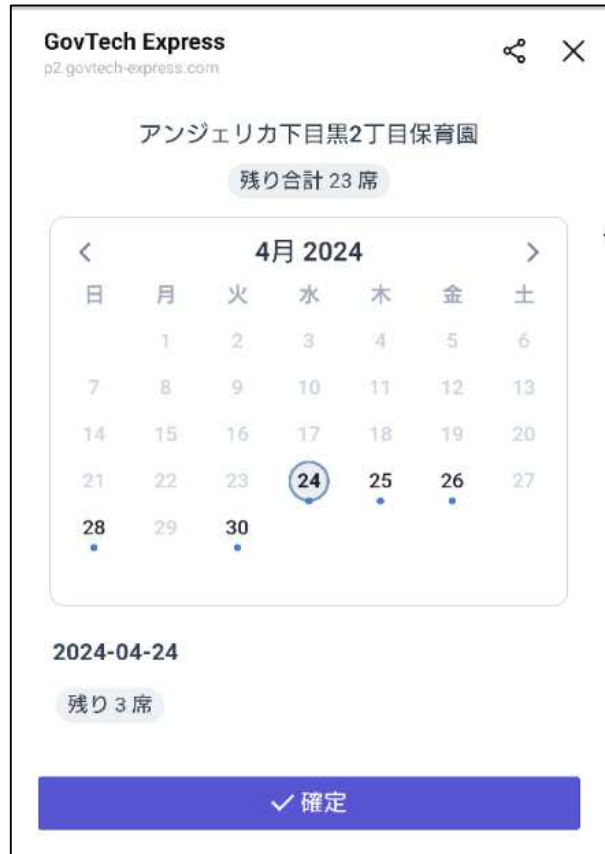 GovTech Express
p2.govtech-express.com
アンジェリカ下目黒2丁目保育園
残り合計 23 席
4月 2024
日 月 火 水 木 金 土
1 2 3 4 5 6
7 8 9 10 11 12 13
14 15 16 17 18 19 20
21 22 23 24 25 26 27
28 29 30
2024-04-24
残り 3 席
確定